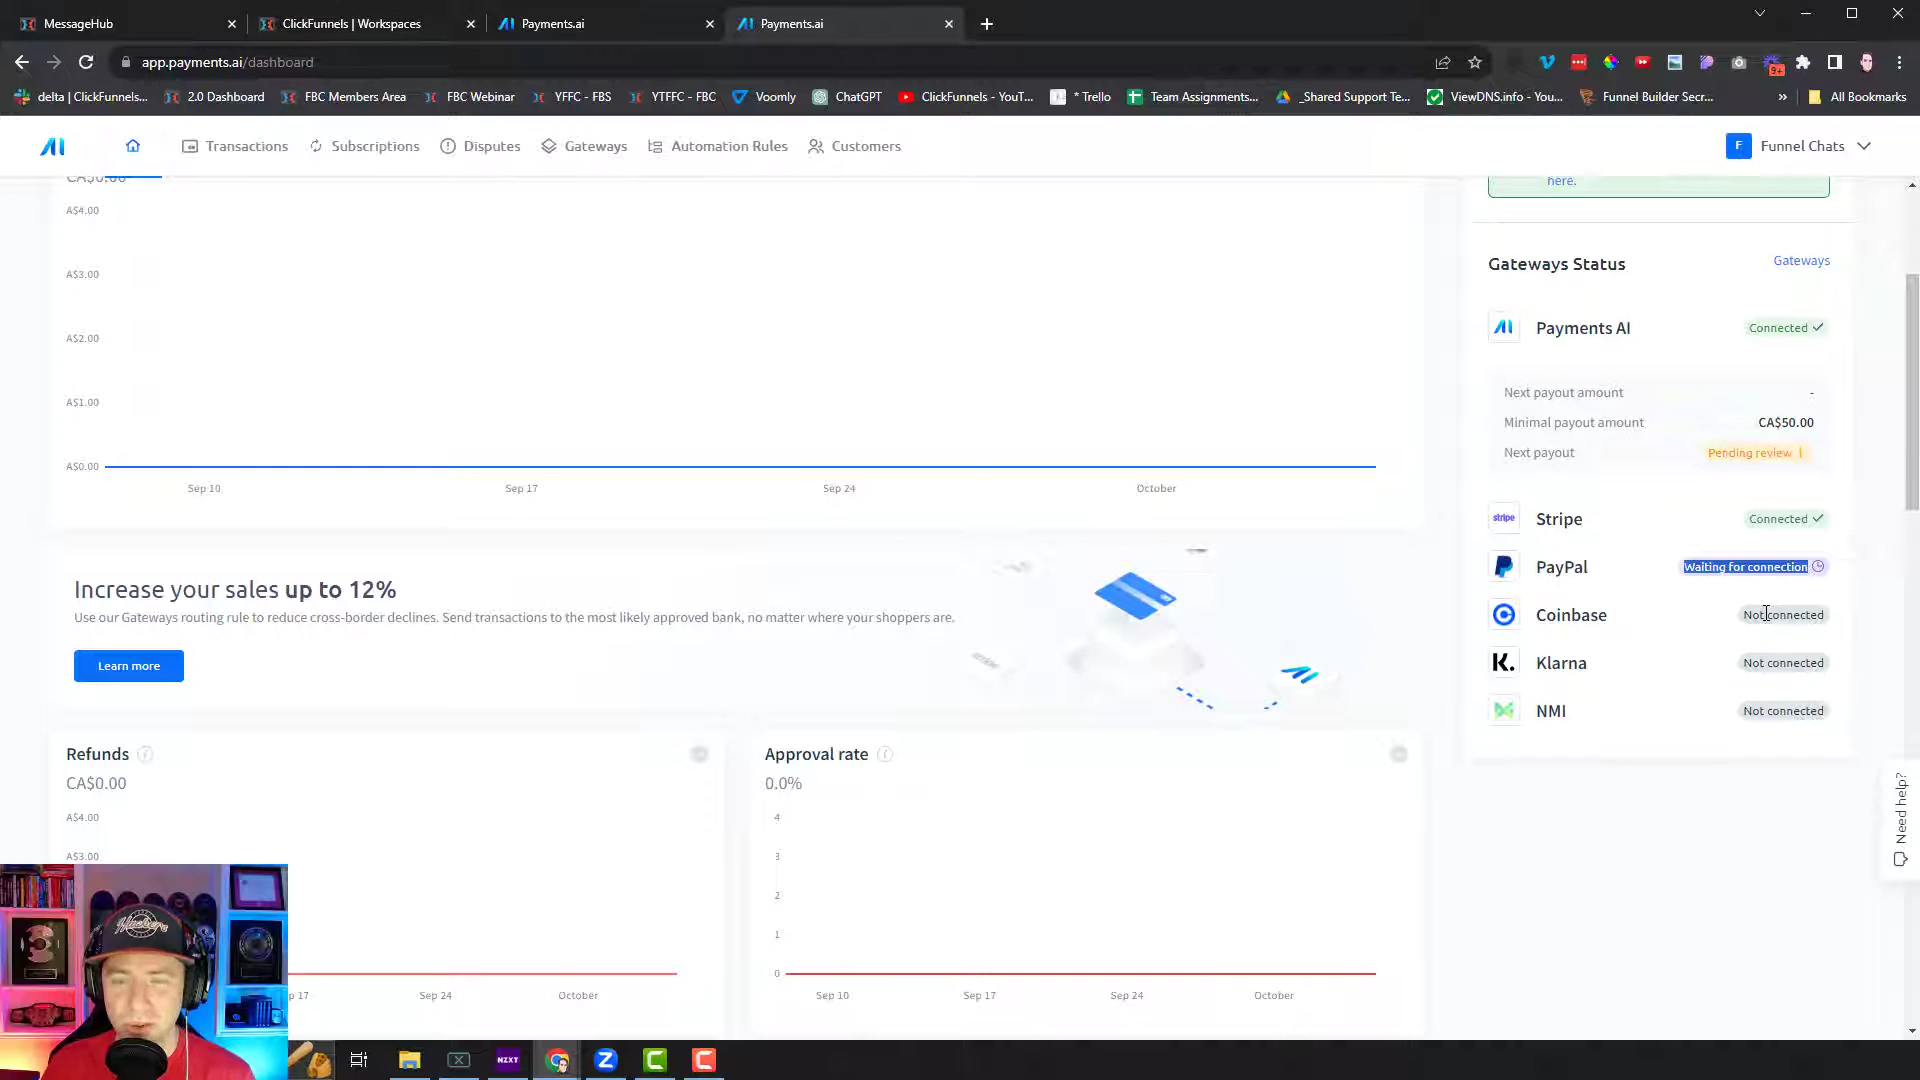 MessageHub
ClickFunnels | Workspaces
Payments.ai
Payments.ai
app.payments.ai/dashboard
9+
delta | ClickFunnels...
2.0 Dashboard
FBC Members Area
FBC Webinar
YFFC - FBS
YTFFC - FBC
Voomly
ChatGPT
ClickFunnels - YouT...
* Trello
Team Assignments...
_Shared Support Te...
ViewDNS.info - You...
Funnel Builder Secr...
»
All Bookmarks
Transactions
Subscriptions
Disputes
Gateways
Automation Rules
Customers
F
Funnel Chats
CA$0.00
here.
A$4.00
A$3.00
A$2.00
A$1.00
A$0.00
Sep 10
Sep 17
Sep 24
October
Gateways Status
Gateways
Payments AI
Connected
Next payout amount
-
Minimal payout amount
CA$50.00
Next payout
Pending review
stripe
Stripe
Connected
PayPal
Waiting for connection
Coinbase
Not connected
K.
Klarna
Not connected
NMI
Not connected
Increase your sales up to 12%
Use our Gateways routing rule to reduce cross-border declines. Send transactions to the most likely approved bank, no matter where your shoppers are.
Learn more
Refunds
CA$0.00
A$4.00
A$3.00
p 17
Sep 24
October
Approval rate
0.0%
4
3
2
1
0
Sep 10
Sep 17
Sep 24
October
Need help?
NZXT